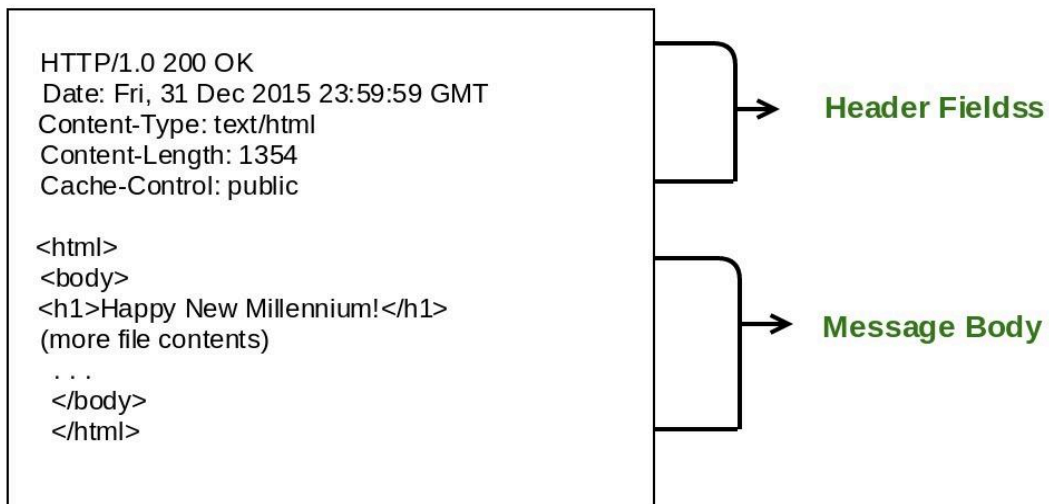 HTTP/1.0 200 OK
Date: Fri, 31 Dec 2015 23:59:59 GMT
Content-Type: text/html
Content-Length: 1354
Cache-Control: public
<html>
<body>
<h1>Happy New Millennium!</h1>
(more file contents)
. . .
</body>
</html>
Header Fieldss
Message Body